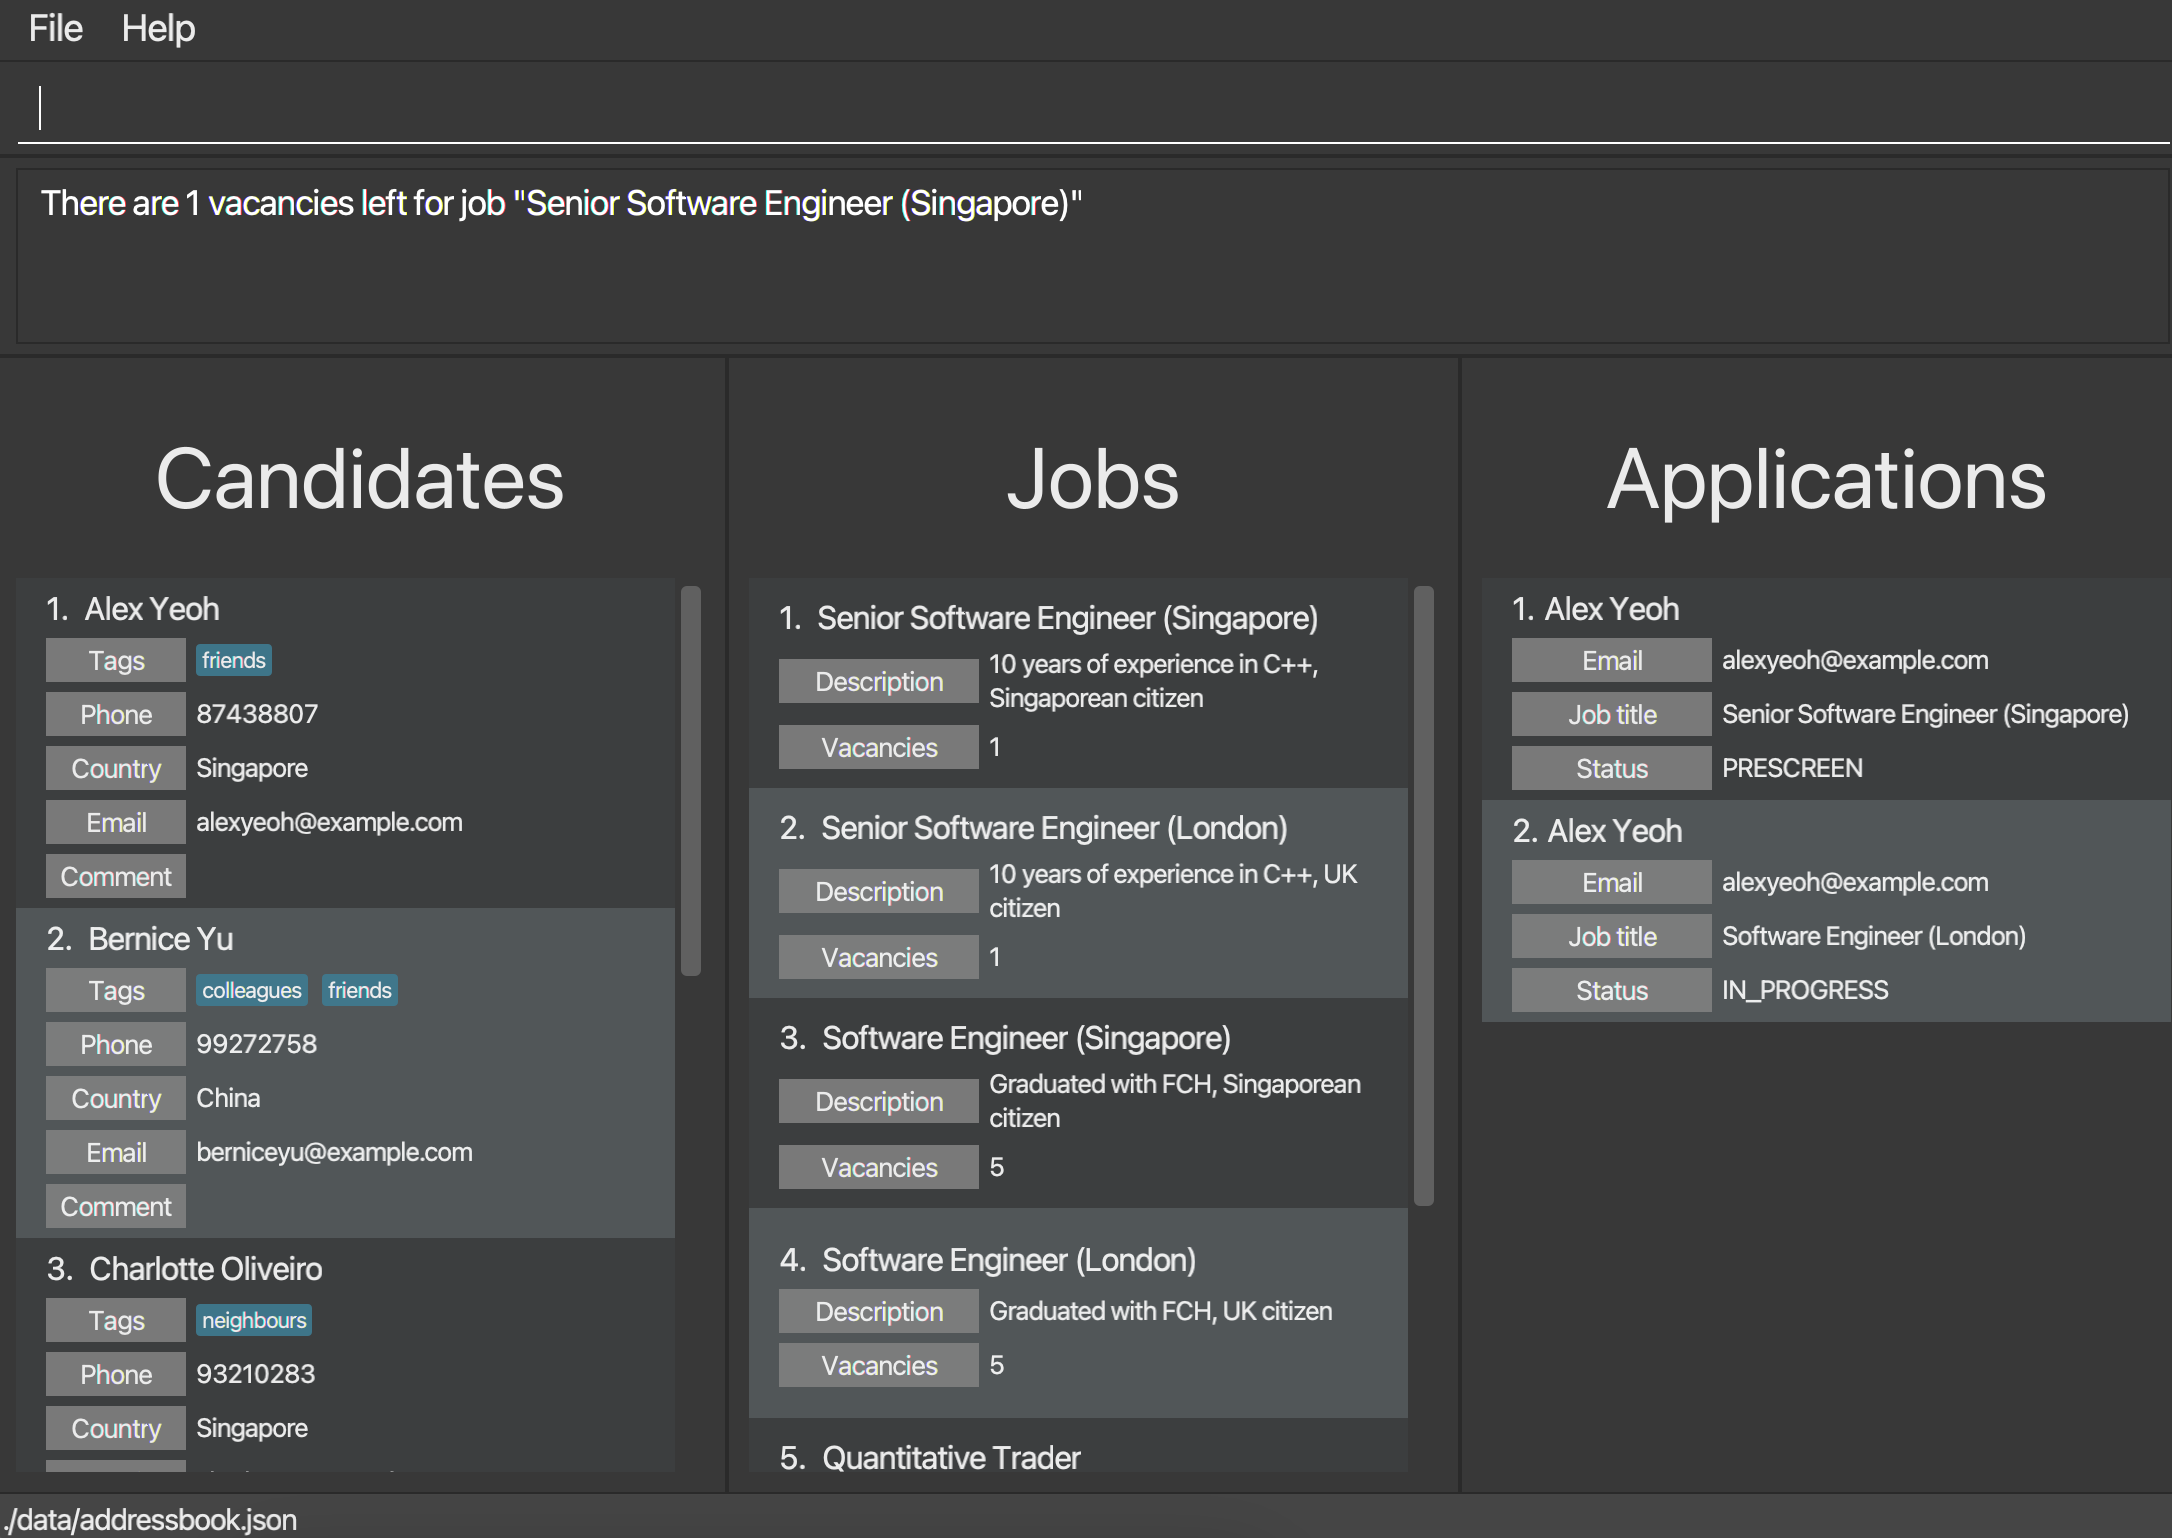 File Help
There are 1 vacancies left for job "Senior Software Engineer (Singapore)"
Candidates
1. Alex Yeoh
Tags friends
Phone 87438807
Country Singapore
Email alexyeoh@example.com
Comment
2. Bernice Yu
Tags colleagues friends
Phone 99272758
Country China
Email berniceyu@example.com
Comment
3. Charlotte Oliveiro
Tags neighbours
Phone 93210283
Country Singapore
Jobs
1. Senior Software Engineer (Singapore)
Description 10 years of experience in C++,
Singaporean citizen
Vacancies 1
2. Senior Software Engineer (London)
Description 10 years of experience in C++, UK
citizen
Vacancies 1
3. Software Engineer (Singapore)
Description Graduated with FCH, Singaporean
citizen
Vacancies 5
4. Software Engineer (London)
Description Graduated with FCH, UK citizen
Vacancies 5
5. Quantitative Trader
Applications
1. Alex Yeoh
Email alexyeoh@example.com
Job title Senior Software Engineer (Singapore)
Status PRESCREEN
2. Alex Yeoh
Email alexyeoh@example.com
Job title Software Engineer (London)
Status IN_PROGRESS
./data/addressbook.json